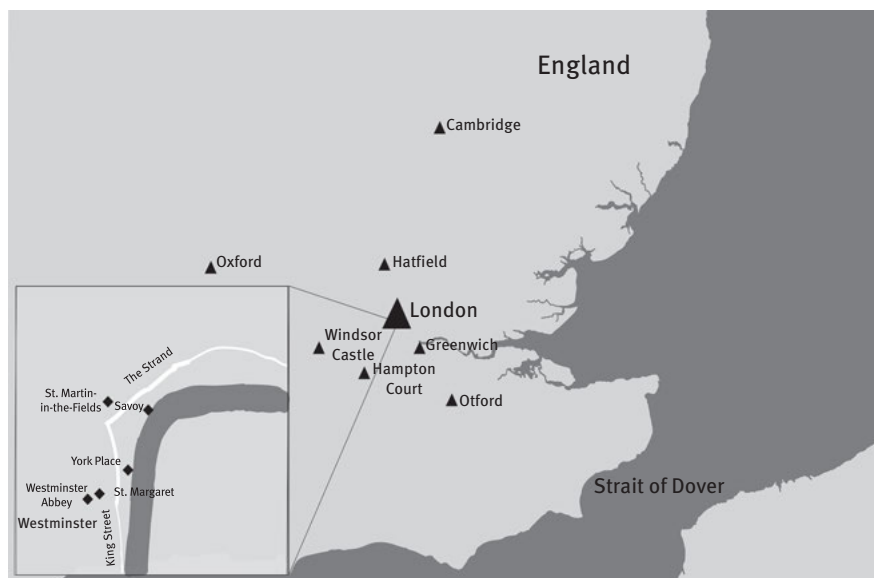 England
Cambridge
Oxford
Hatfield
London
Windsor
Castle
Greenwich
Hampton
Court
Otford
Strait of Dover
The Strand
St. Martin-
in-the-Fields
Savoy
York Place
Westminster
Abbey
St. Margaret
Westminster
King Street